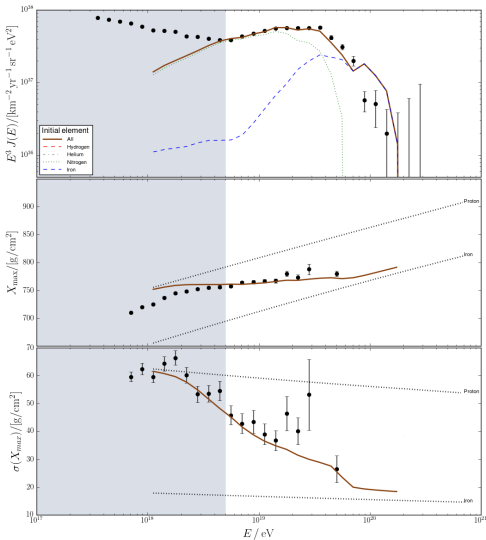 10^38
10^37
10^36
E^3 J(E)/[km^-2 yr^-1 sr^-1 eV^2]
Initial element
All
Hydrogen
Helium
Nitrogen
Iron
900
850
800
750
700
X_max/[g/cm^2]
Proton
Iron
70
60
50
40
30
20
10
σ(X_max)/[g/cm^2]
Proton
Iron
10^17 10^18 10^19 10^20 10^21
E / eV